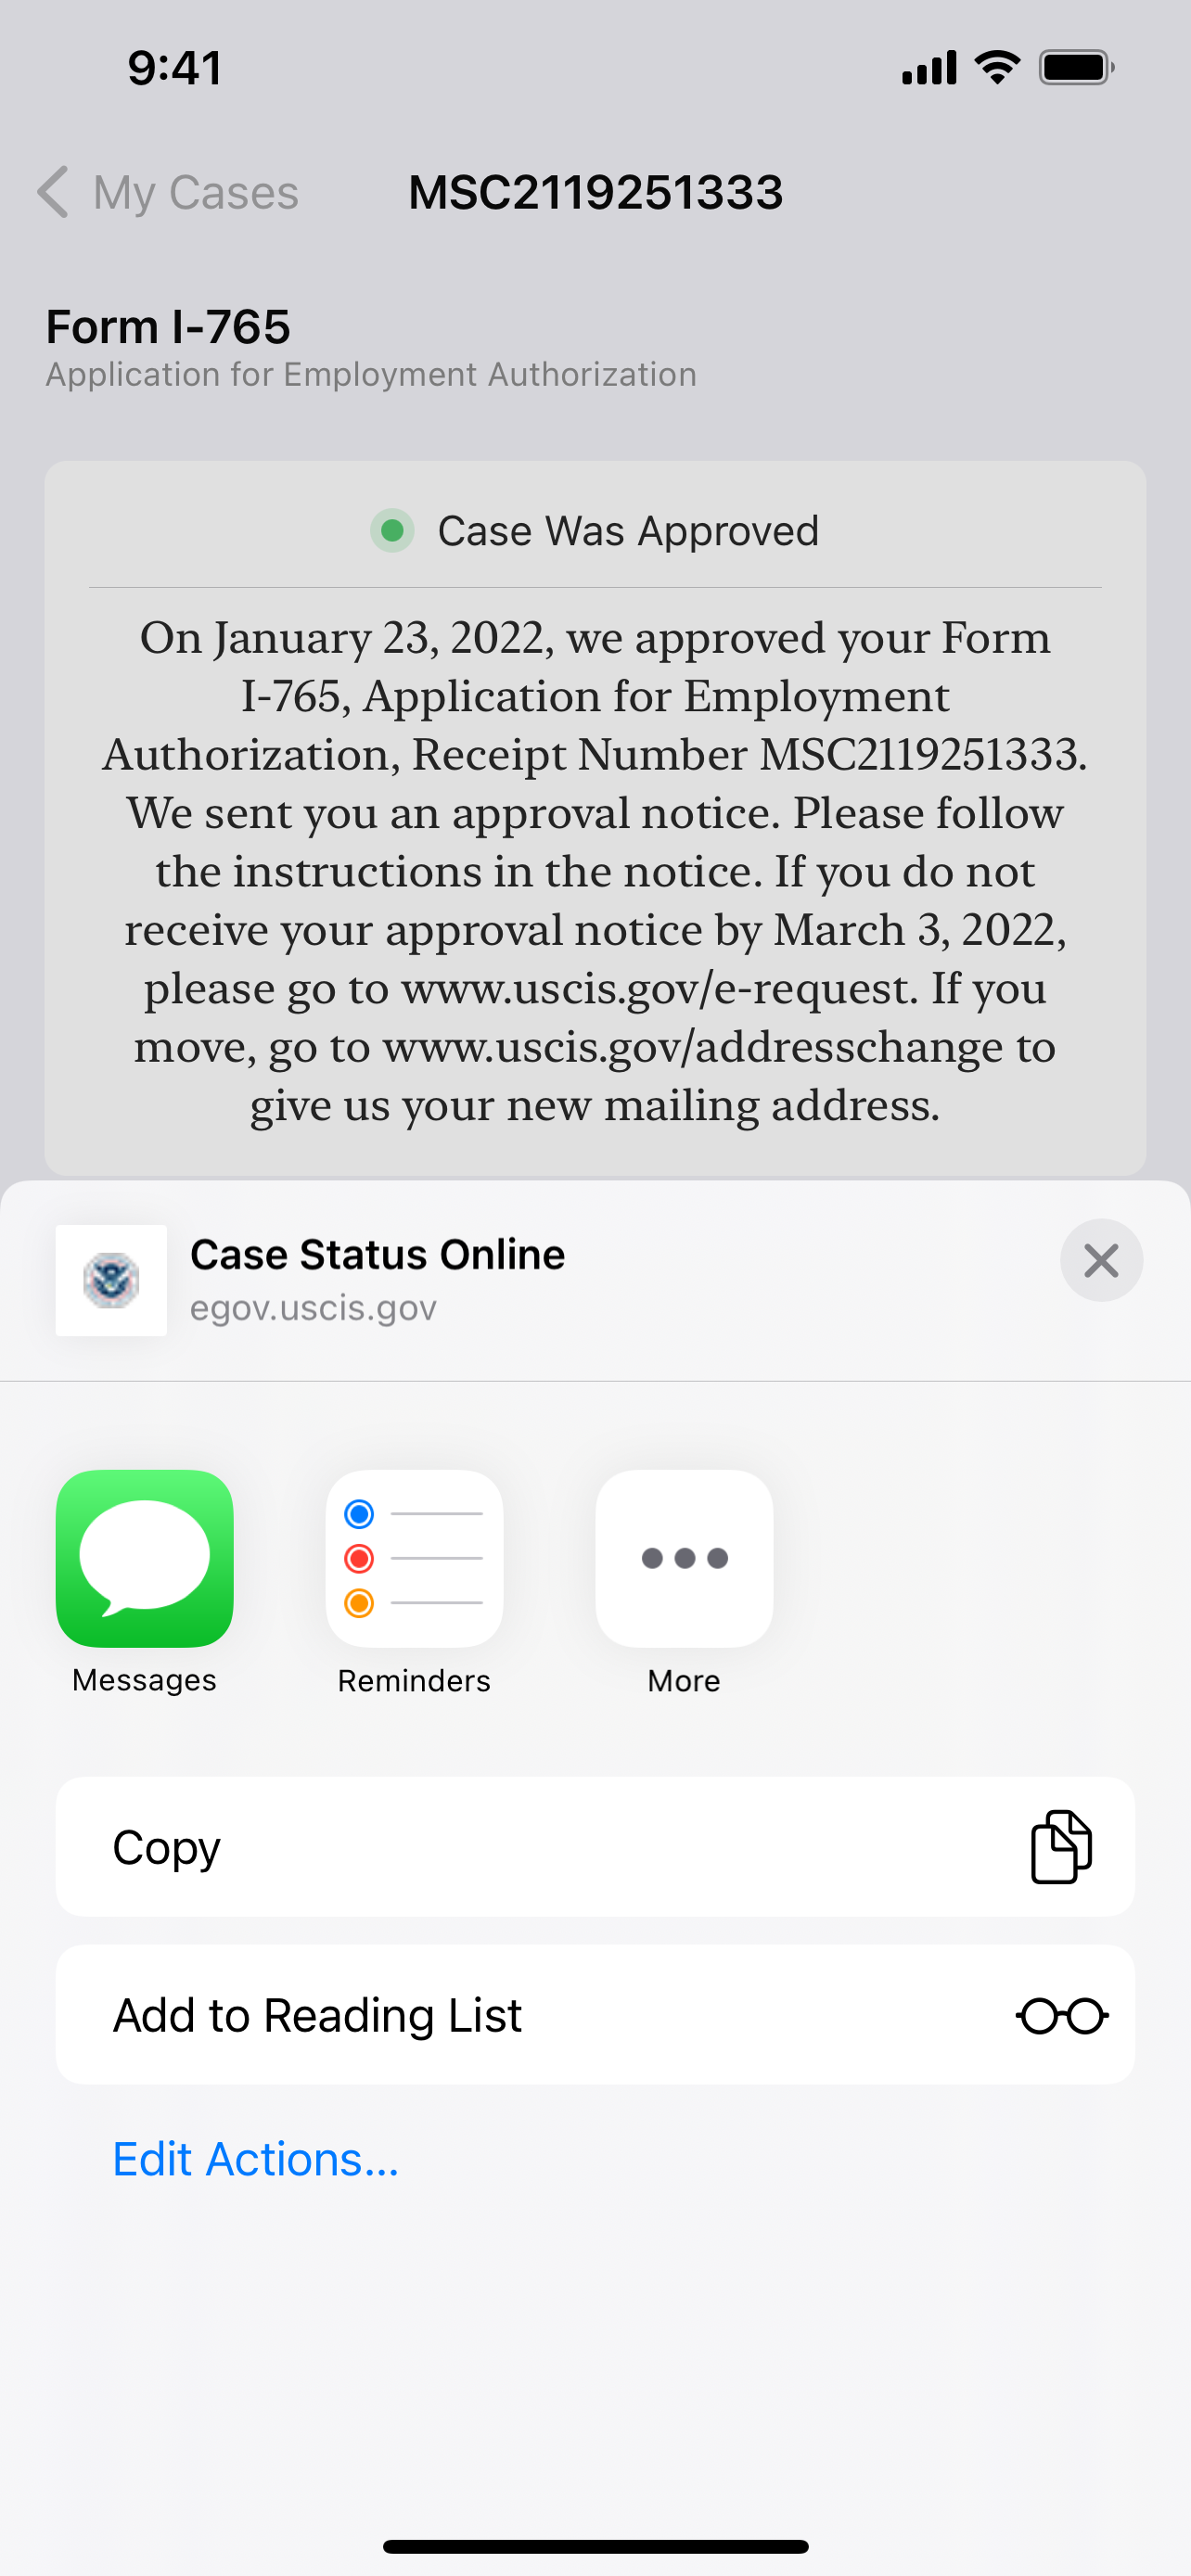 9:41
My Cases
MSC2119251333
Form I-765
Application for Employment Authorization
Case Was Approved
On January 23, 2022, we approved your Form
I-765, Application for Employment
Authorization, Receipt Number MSC2119251333.
We sent you an approval notice. Please follow
the instructions in the notice. If you do not
receive your approval notice by March 3, 2022,
please go to www.uscis.gov/e-request. If you
move, go to www.uscis.gov/addresschange to
give us your new mailing address.
Case Status Online
egov.uscis.gov
Messages
Reminders
More
Copy
Add to Reading List
Edit Actions...